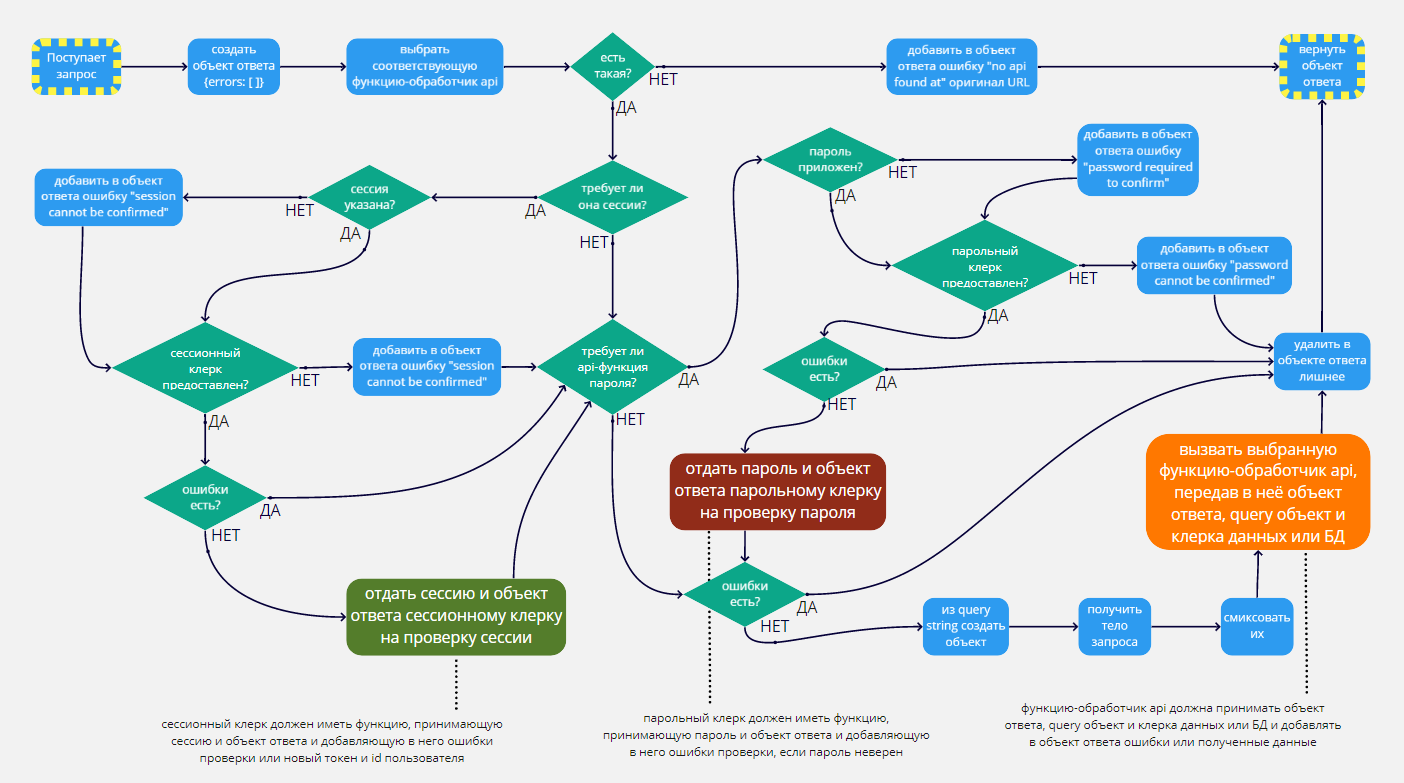 Поступает
запрос
создать
объект ответа
{errors: [ ]}
выбрать
соответствующую
функцию-обработчик api
есть
такая?
НЕТ
ДА
добавить в объект
ответа ошибку "no api
found at" оригинал URL
вернуть
объект
ответа
добавить в объект
ответа ошибку "session
cannot be confirmed"
НЕТ
сессия
указана?
ДА
ДА
требует ли
она сессии?
НЕТ
пароль
приложен?
НЕТ
ДА
добавить в объект
ответа ошибку
"password required
to confirm"
парольный
клерк
предоставлен?
НЕТ
ДА
добавить в объект
ответа ошибку "password
cannot be confirmed"
сессионный
клерк
предоставлен?
НЕТ
ДА
добавить в объект
ответа ошибку "session
cannot be confirmed"
требует ли
api-функция
пароля?
ДА
НЕТ
ошибки
есть?
ДА
НЕТ
удалить в
объекте ответа
лишнее
ошибки
есть?
ДА
НЕТ
отдать пароль и объект
ответа парольному клерку
на проверку пароля
вызвать выбранную
функцию-обработчик api,
передав в неё объект
ответа, query объект и
клерка данных или БД
отдать сессию и объект
ответа сессионному клерку
на проверку сессии
ошибки
есть?
ДА
НЕТ
из query
string создать
объект
получить
тело
запроса
смиксовать
их
сессионный клерк должен иметь функцию, принимающую
сессию и объект ответа и добавляющую в него ошибки
проверки или новый токен и id пользователя
парольный клерк должен иметь функцию,
принимающую пароль и объект ответа и добавляющую
в него ошибки проверки, если пароль неверен
функцию-обработчик api должна принимать объект
ответа, query объект и клерка данных или БД и добавлять
в объект ответа ошибки или полученные данные